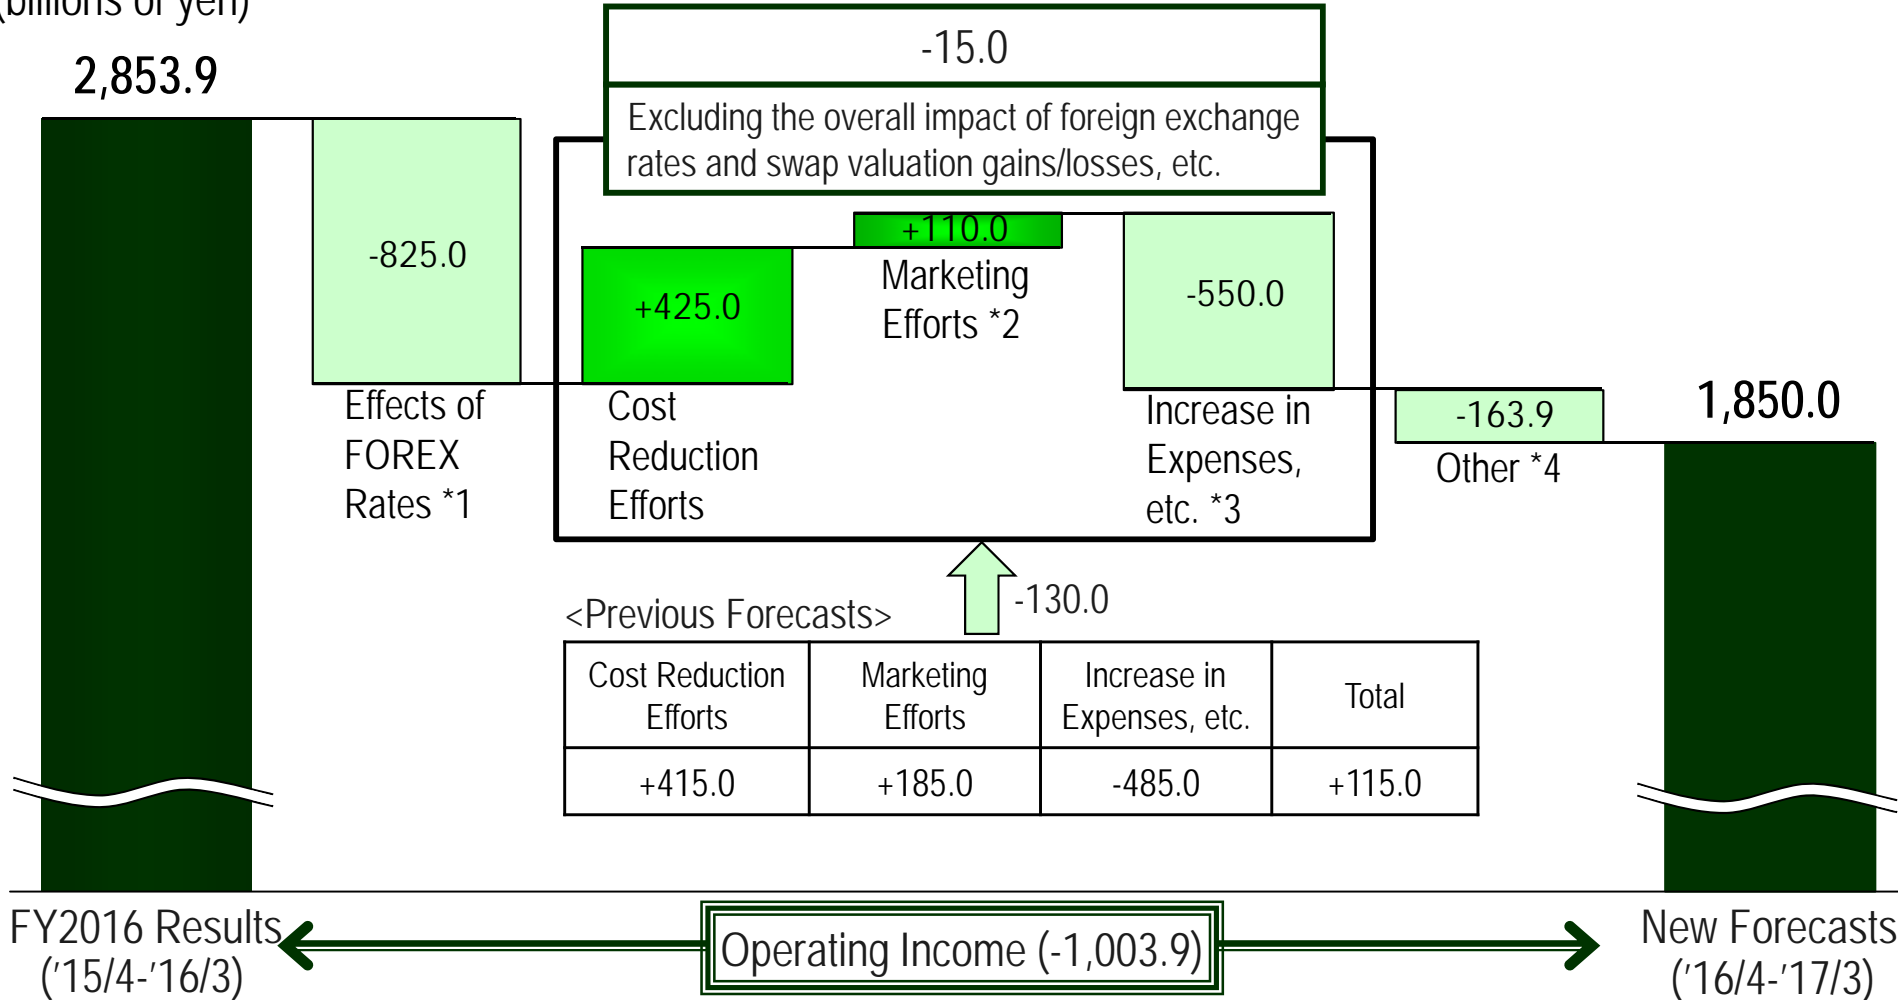 (billions of yen)
2,853.9
-15.0
Excluding the overall impact of foreign exchange
rates and swap valuation gains/losses, etc.
-825.0
Effects of
FOREX
Rates *1
+425.0
Cost
Reduction
Efforts
+110.0
Marketing
Efforts *2
-550.0
Increase in
Expenses,
etc. *3
-163.9
Other *4
1,850.0
-130.0
<Previous Forecasts>
Cost Reduction
Efforts
Marketing
Efforts
Increase in
Expenses, etc.
Total
+415.0
+185.0
-485.0
+115.0
FY2016 Results
('15/4-'16/3)
Operating Income (-1,003.9)
New Forecasts
('16/4-'17/3)